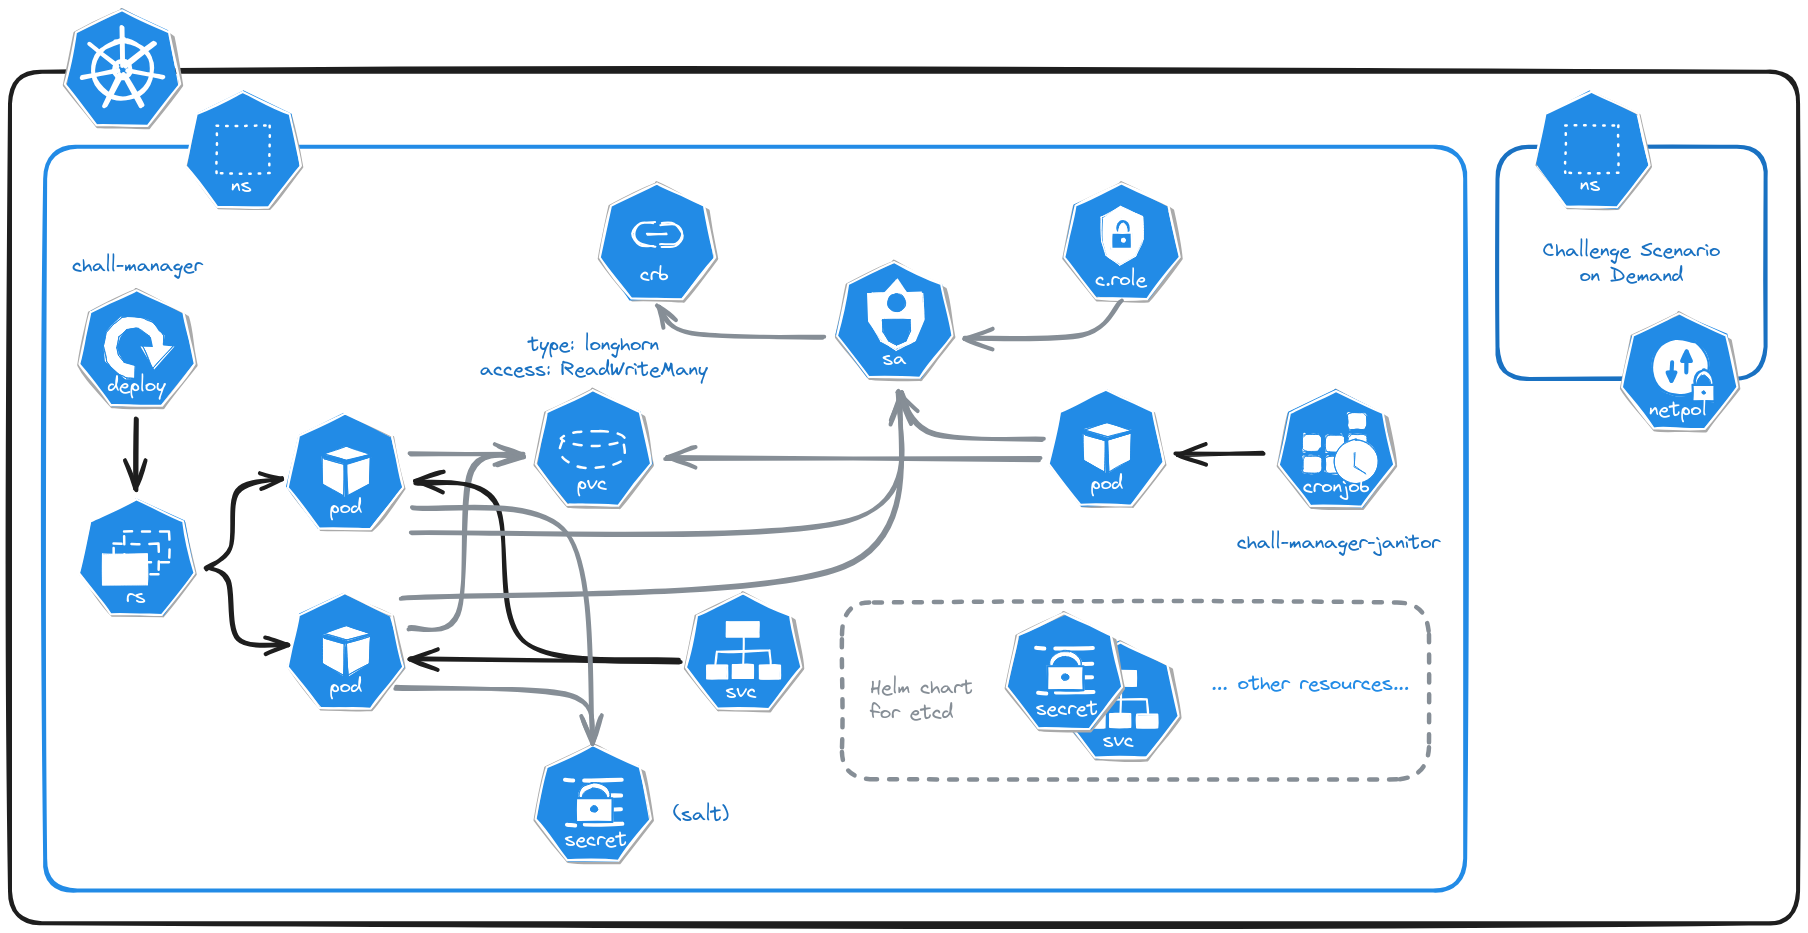 ns
ns
chall-manager
deploy
crb
c.role
sa
Challenge Scenario
on Demand
netpol
type: longhorn
access: ReadWriteMany
pod
pvc
pod
cronjob
chall-manager-janitor
rs
pod
svc
Helm chart
for etcd
secret
svc
... other resources...
secret
(salt)